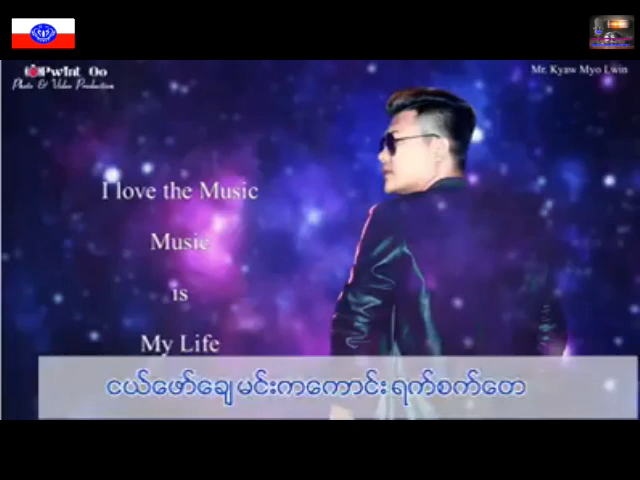 Pwint Oo
Photo & Video Production
Mr. Kyaw Myo Lwin
I love the Music
Music
is
My Life
ငယ်ဖော်ချေ မင်းကကောင်း ရက်စက်တေ